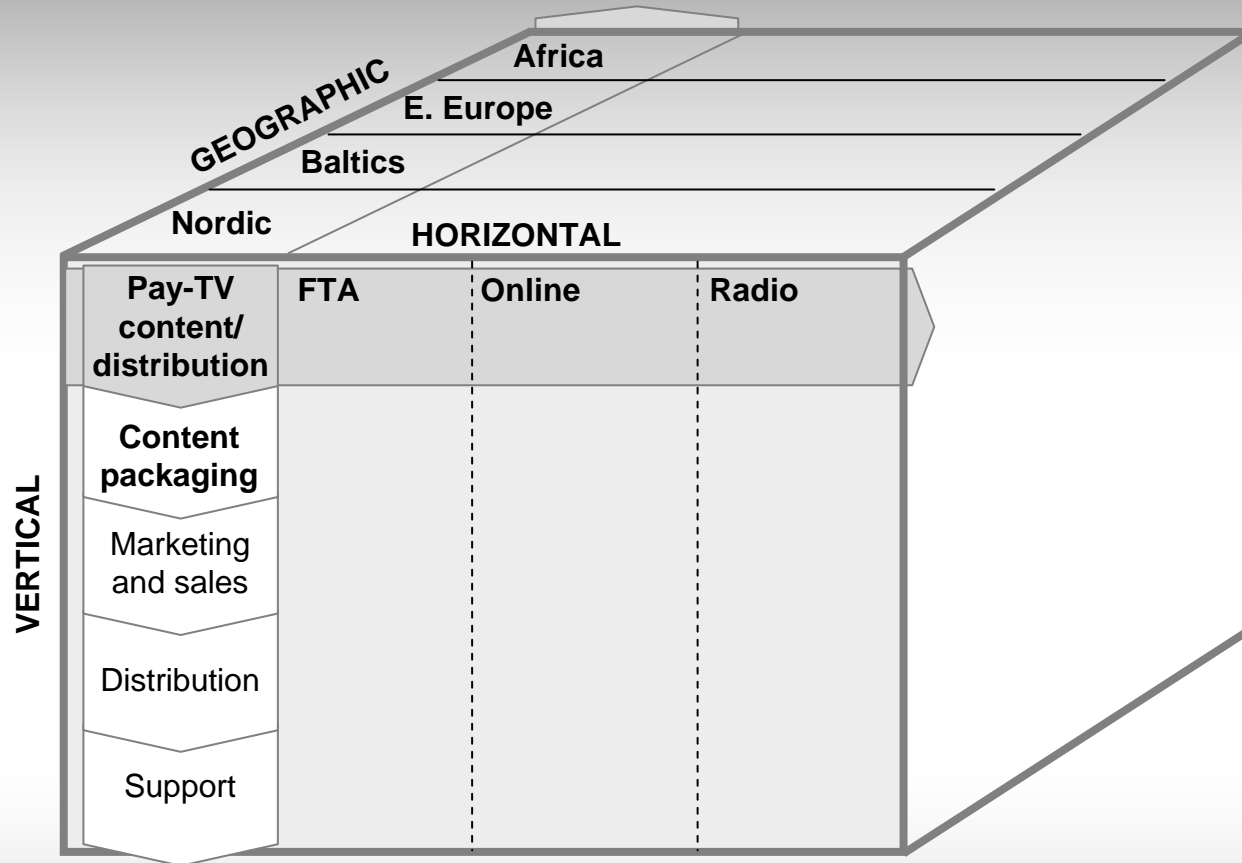 Africa
E. Europe
Baltics
Nordic
GEOGRAPHIC
HORIZONTAL
Pay-TV
content/
distribution
FTA
Online
Radio
Content
packaging
Marketing
and sales
Distribution
Support
VERTICAL